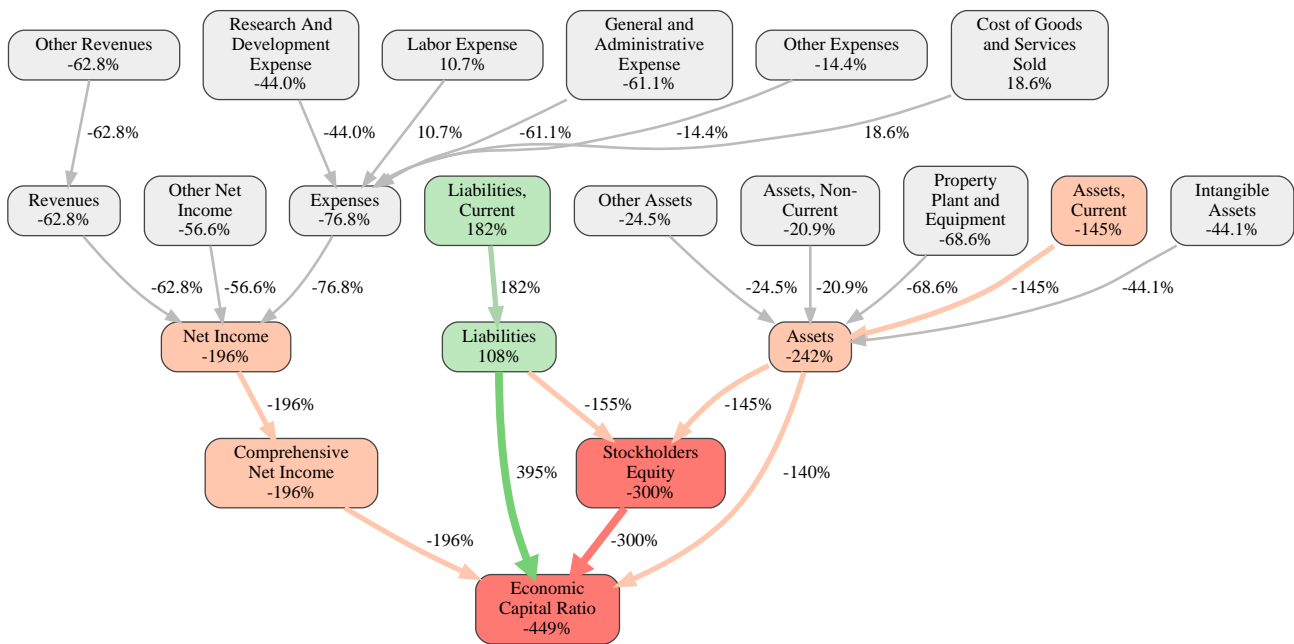 Other Revenues
-62.8%
Research And
Development
Expense
-44.0%
Labor Expense
10.7%
General and
Administrative
Expense
-61.1%
Other Expenses
-14.4%
Cost of Goods
and Services
Sold
18.6%
-62.8%
-44.0%
10.7%
-61.1%
-14.4%
18.6%
Revenues
-62.8%
Other Net
Income
-56.6%
Expenses
-76.8%
Liabilities,
Current
182%
Other Assets
-24.5%
Assets, Non-
Current
-20.9%
Property
Plant and
Equipment
-68.6%
Assets,
Current
-145%
Intangible
Assets
-44.1%
-62.8%
-56.6%
-76.8%
182%
-24.5%
-20.9%
-68.6%
-145%
-44.1%
Net Income
-196%
Liabilities
108%
Assets
-242%
-196%
-155%
-145%
Comprehensive
Net Income
-196%
395%
Stockholders
Equity
-300%
-140%
-196%
-300%
Economic
Capital Ratio
-449%